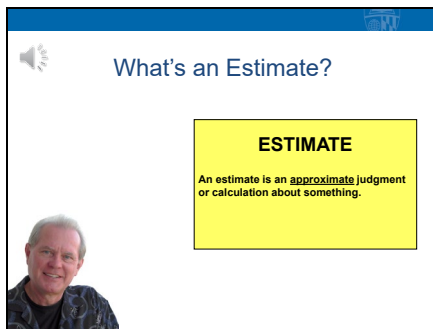 What's an Estimate?
ESTIMATE
An estimate is an approximate judgment
or calculation about something.